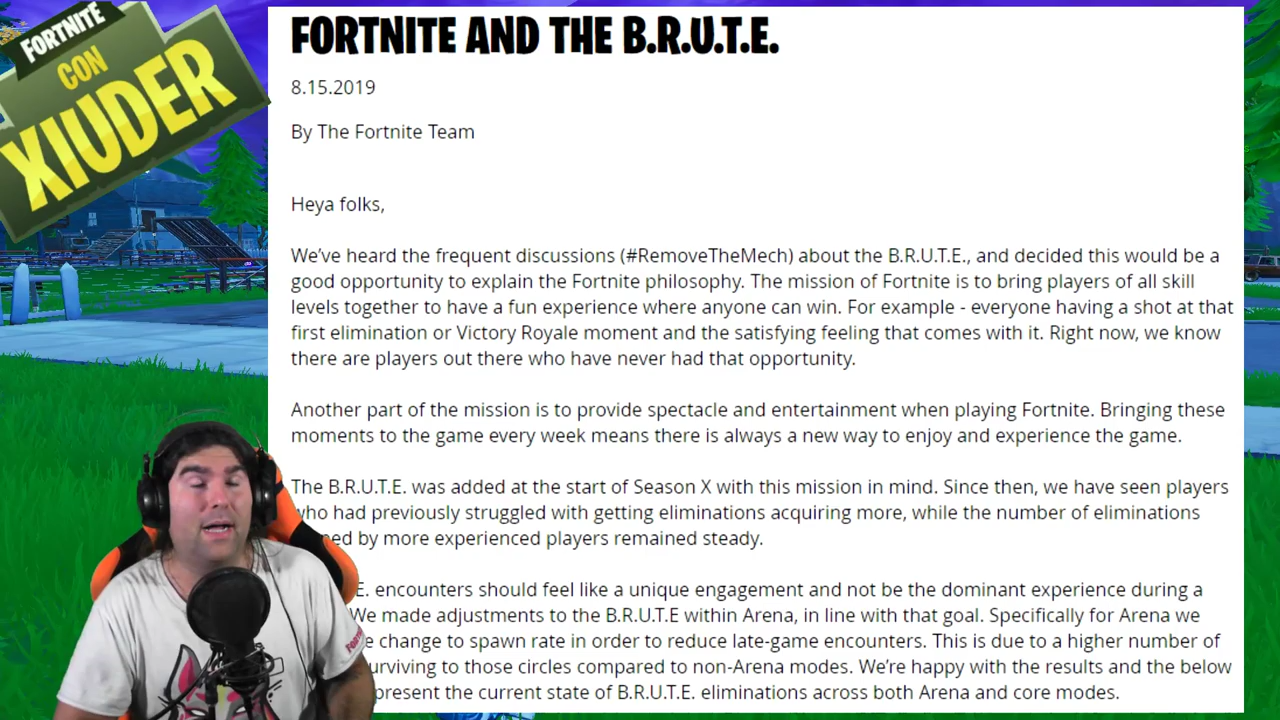 FORTNITE
CON
XIUDER
FORTNITE AND THE B.R.U.T.E.
8.15.2019
By The Fortnite Team
Heya folks,
We’ve heard the frequent discussions (#RemoveTheMech) about the B.R.U.T.E., and decided this would be a
good opportunity to explain the Fortnite philosophy. The mission of Fortnite is to bring players of all skill
levels together to have a fun experience where anyone can win. For example - everyone having a shot at that
first elimination or Victory Royale moment and the satisfying feeling that comes with it. Right now, we know
there are players out there who have never had that opportunity.
Another part of the mission is to provide spectacle and entertainment when playing Fortnite. Bringing these
moments to the game every week means there is always a new way to enjoy and experience the game.
The B.R.U.T.E. was added at the start of Season X with this mission in mind. Since then, we have seen players
who had previously struggled with getting eliminations acquiring more, while the number of eliminations
by more experienced players remained steady.
E. encounters should feel like a unique engagement and not be the dominant experience during a
We made adjustments to the B.R.U.T.E within Arena, in line with that goal. Specifically for Arena we
change to spawn rate in order to reduce late-game encounters. This is due to a higher number of
to those circles compared to non-Arena modes. We’re happy with the results and the below
the current state of B.R.U.T.E. eliminations across both Arena and core modes.